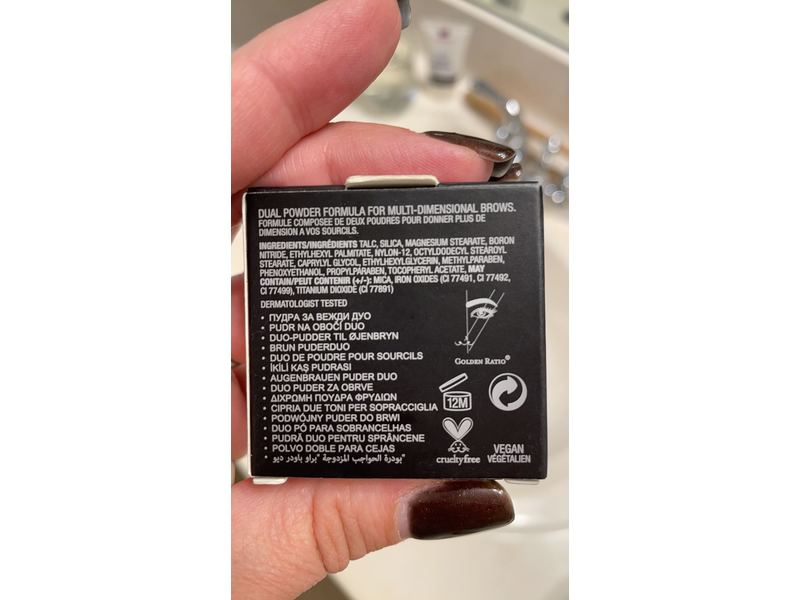 DUAL POWDER FORMULA FOR MULTI-DIMENSIONAL BROWS.
FORMULE COMPOSEE DE DEUX POUDRES POUR DONNER PLUS DE
DIMENSION A VOS SOURCILS.
INGREDIENTS/INGRÉDIENTS TALC, SILICA, MAGNESIUM STEARATE, BORON
NITRIDE, ETHYLHEXYL PALMITATE, NYLON-12, OCTYLDODECYL STEAROYL
STEARATE, CAPRYLYL GLYCOL, ETHYLHEXYLGLYCERIN, METHYLPARABEN,
PHENOXYETHANOL, PROPYLPARABEN, TOCOPHERYL ACETATE, MAY
CONTAIN/PEUT CONTENIR (+/-): MICA, IRON OXIDES (CI 77491, CI 77492,
CI 77499), TITANIUM DIOXIDE (CI 77891)
DERMATOLOGIST TESTED
• ПУДРА ЗА ВЕЖДИ ДУО
• PUDR NA OBOČÍ DUO
• DUO-PUDDER TIL ØJENBRYN
• BRUN PUDERDUO
• DUO DE POUDRE POUR SOURCILS
• İKİLİ KAŞ PUDRASI
• AUGENBRAUEN PUDER DUO
• DUO PUDER ZA OBRVE
• ΔΙΧΡΩΜΗ ΠΟΥΔΡΑ ΦΡΥΔΙΩΝ
• CIPRIA DUE TONI PER SOPRACCIGLIA
• PODWÓJNY PUDER DO BRWI
• DUO PÓ PARA SOBRANCELHAS
• PUDRĂ DUO PENTRU SPRÂNCENE
• POLVO DOBLE PARA CEJAS
• بودرة الحواجب المزدوجة "براو باودر ديو"
GOLDEN RATIO®
12M
crueltyfree
VEGAN
VÉGÉTALIEN